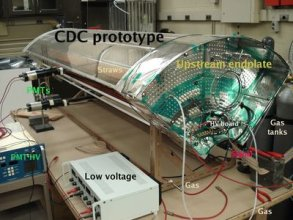 CDC prototype
Upstream endplate
Straws
PMTs
HV board
Gas
tanks
PMT HV
Low voltage
Gas
Gas